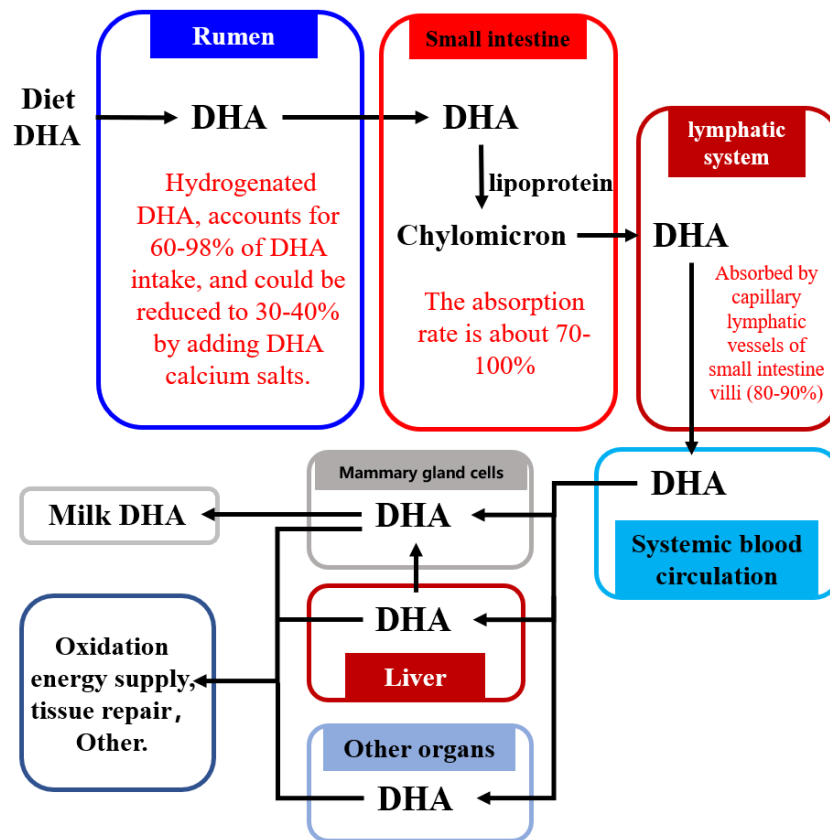 Rumen
Diet
DHA
DHA
Hydrogenated
DHA, accounts for
60-98% of DHA
intake, and could be
reduced to 30-40%
by adding DHA
calcium salts.
Small intestine
DHA
lipoprotein
Chylomicron
The absorption
rate is about 70-
100%
lymphatic
system
DHA
Absorbed by
capillary
lymphatic
vessels of
small intestine
villi (80-90%)
DHA
Systemic blood
circulation
Mammary gland cells
DHA
Milk DHA
DHA
Liver
Oxidation
energy supply,
tissue repair,
Other.
Other organs
DHA